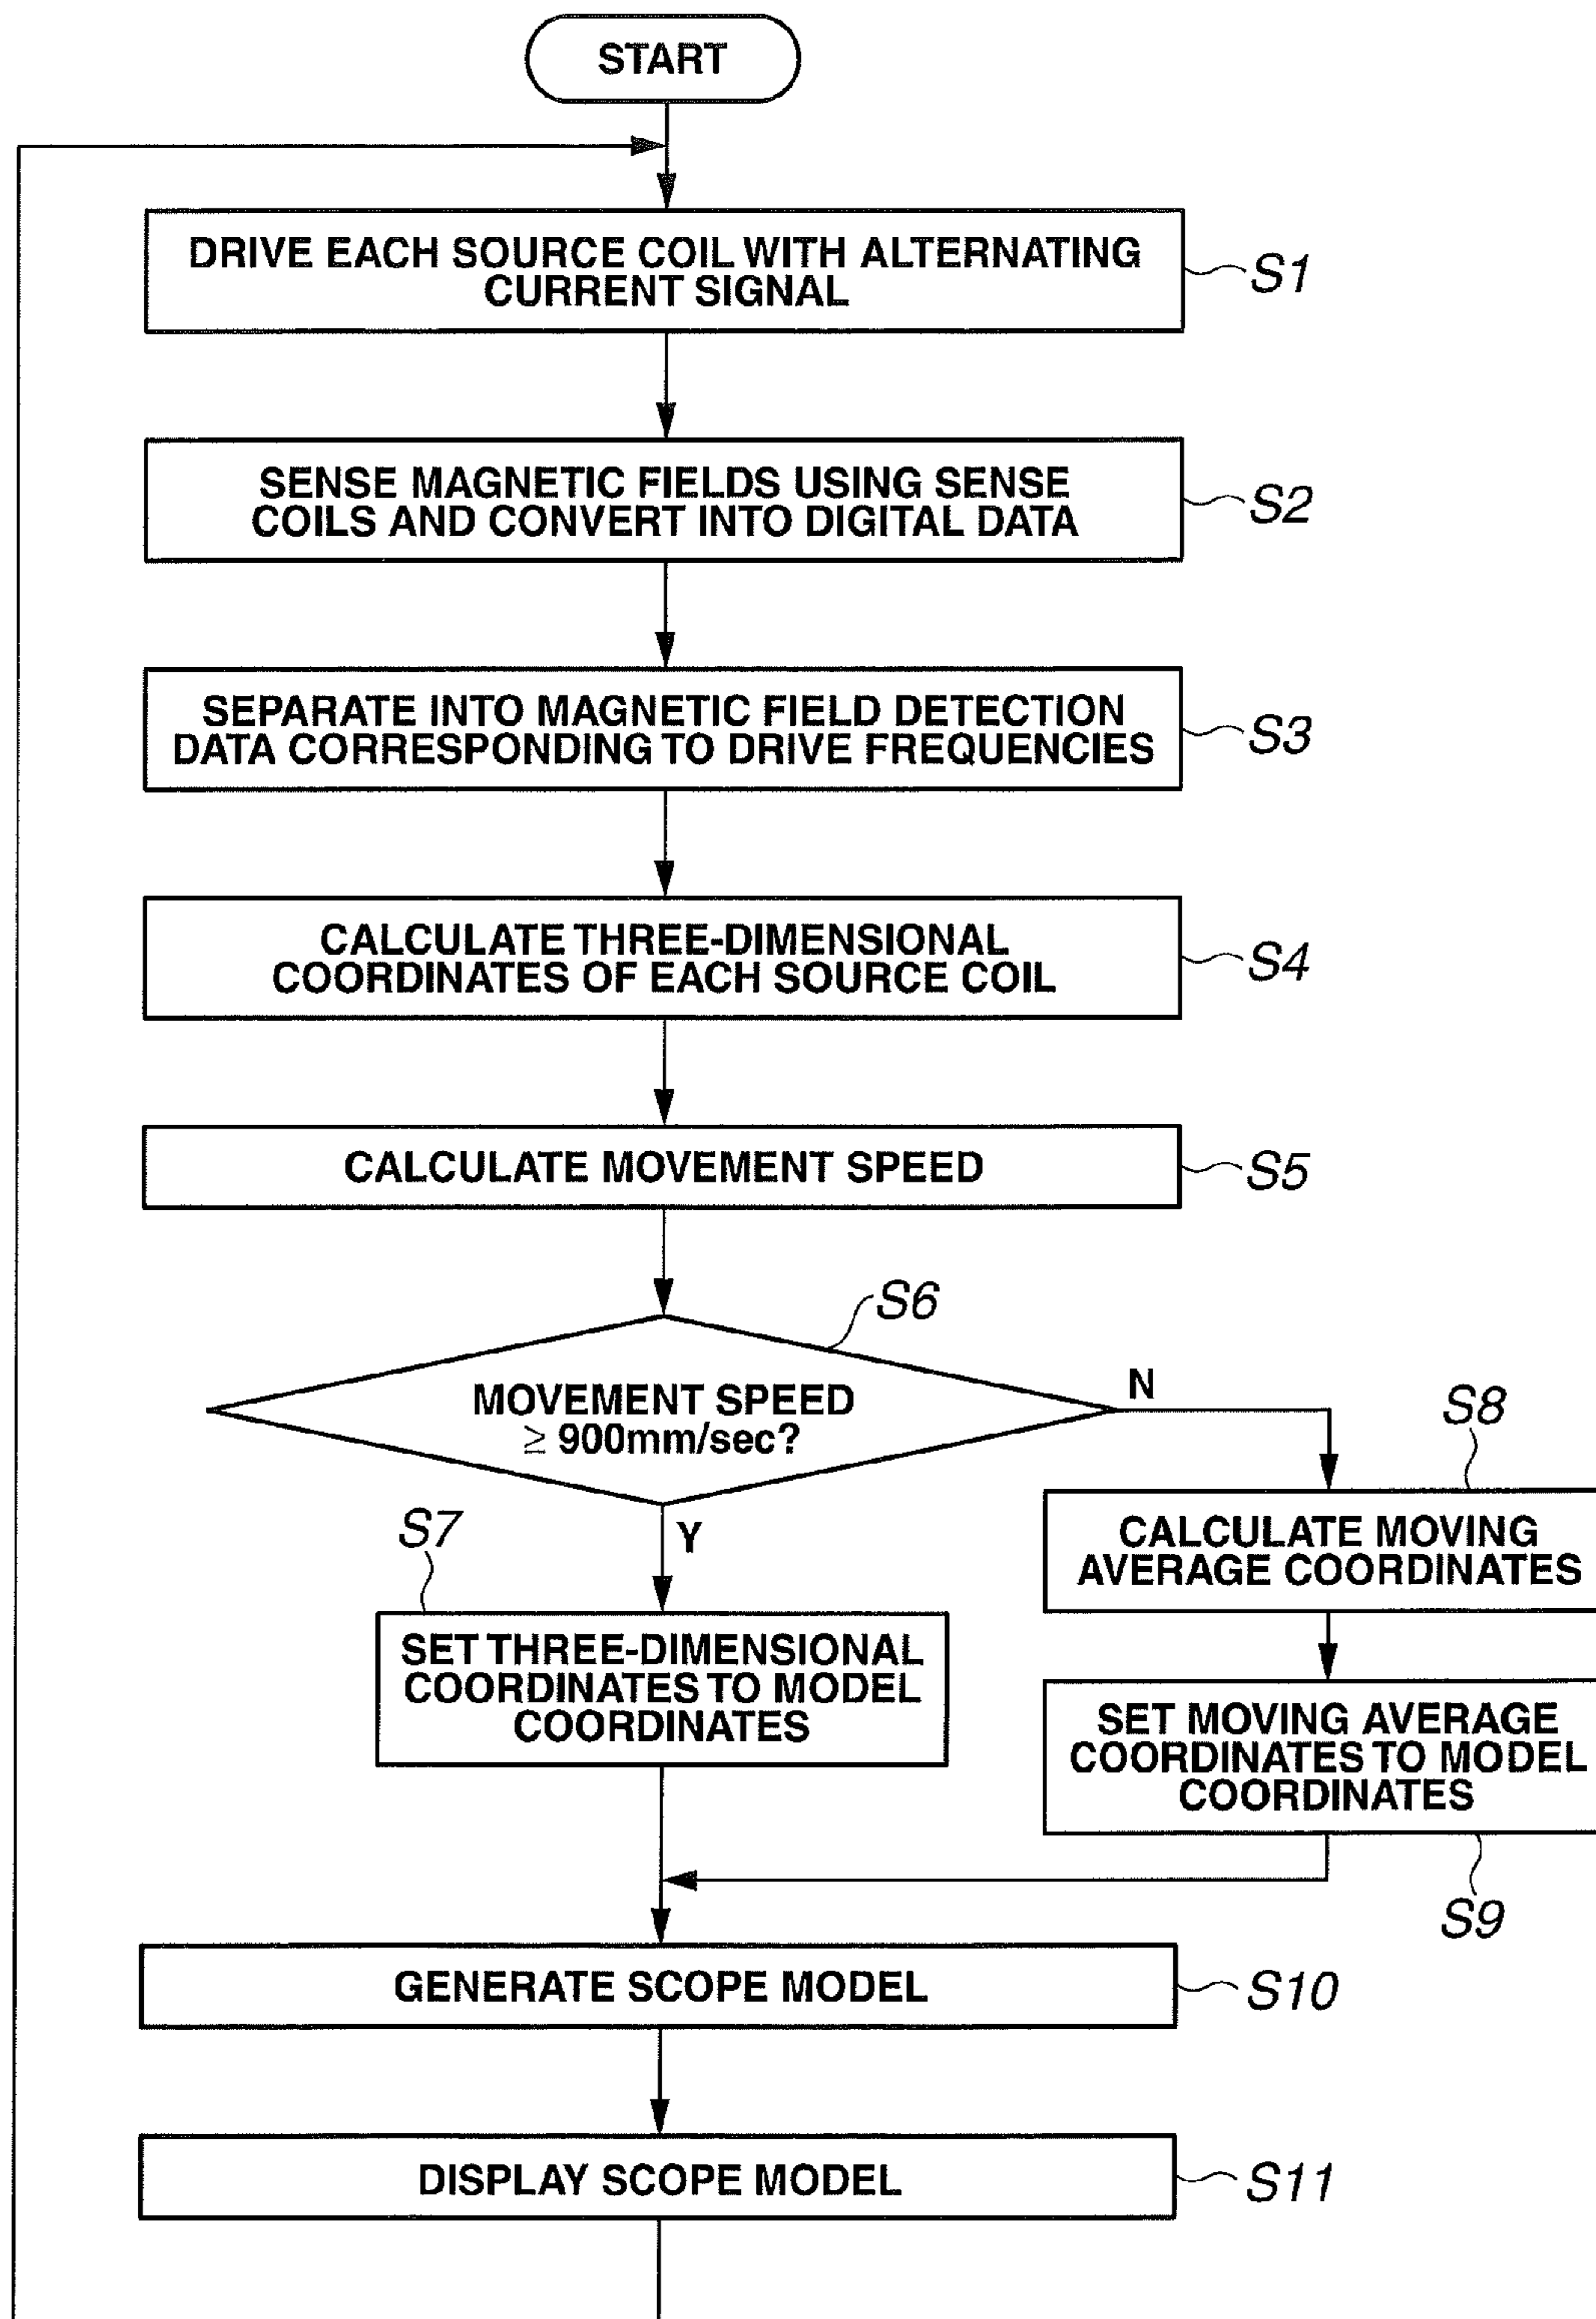 START
DRIVE EACH SOURCE COIL WITH ALTERNATING
CURRENT SIGNAL
S1
SENSE MAGNETIC FIELDS USING SENSE
COILS AND CONVERT INTO DIGITAL DATA
S2
SEPARATE INTO MAGNETIC FIELD DETECTION
DATA CORRESPONDING TO DRIVE FREQUENCIES
S3
CALCULATE THREE-DIMENSIONAL
COORDINATES OF EACH SOURCE COIL
S4
CALCULATE MOVEMENT SPEED
S5
S6
MOVEMENT SPEED
≥ 900mm/sec?
N
Y
S7
SET THREE-DIMENSIONAL
COORDINATES TO MODEL
COORDINATES
S8
CALCULATE MOVING
AVERAGE COORDINATES
SET MOVING AVERAGE
COORDINATES TO MODEL
COORDINATES
S9
GENERATE SCOPE MODEL
S10
DISPLAY SCOPE MODEL
S11